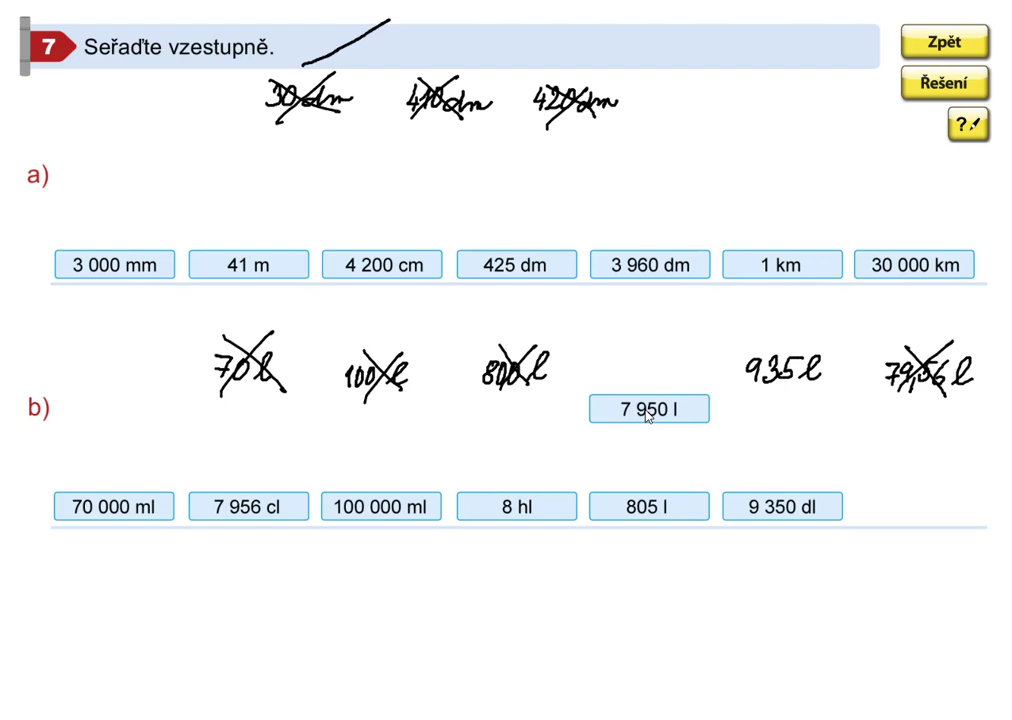 7 Seřaďte vzestupně.
Zpět
Řešení
?
30 dm 410 dm 420 dm
a)
3 000 mm 41 m 4 200 cm 425 dm 3 960 dm 1 km 30 000 km
70 l 100 l 800 l 935 l 79,56 l
b)
7 950 l
70 000 ml 7 956 cl 100 000 ml 8 hl 805 l 9 350 dl